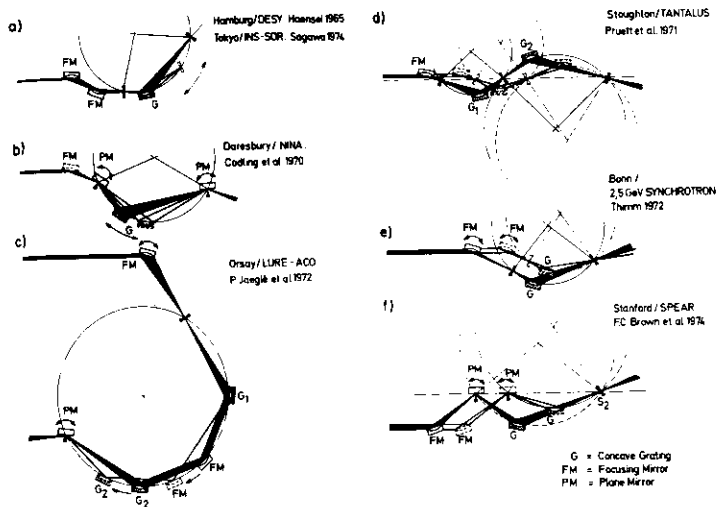 a)
Hamburg/DESY Haensel 1965
Tokyo/INS-SOR. Sagawa 1974
FM
FM
G
b)
Daresbury/NINA.
Codling et al 1970
FM
PM
PM
G
c)
Orsay/LURE-ACO
P. Jaeglé et al 1972
FM
G1
PM
FM
FM
G2
G2
d)
Stoughton/TANTALUS
Pruett et al. 1971
G2
FM
G1
Bonn/
2,5 GeV SYNCHROTRON
Thimm 1972
e)
FM
FM
G
G
f)
Stanford/SPEAR
F.C. Brown et al 1974
PM
PM
S2
FM
FM
G
G
G = Concave Grating
FM = Focusing Mirror
PM = Plane Mirror